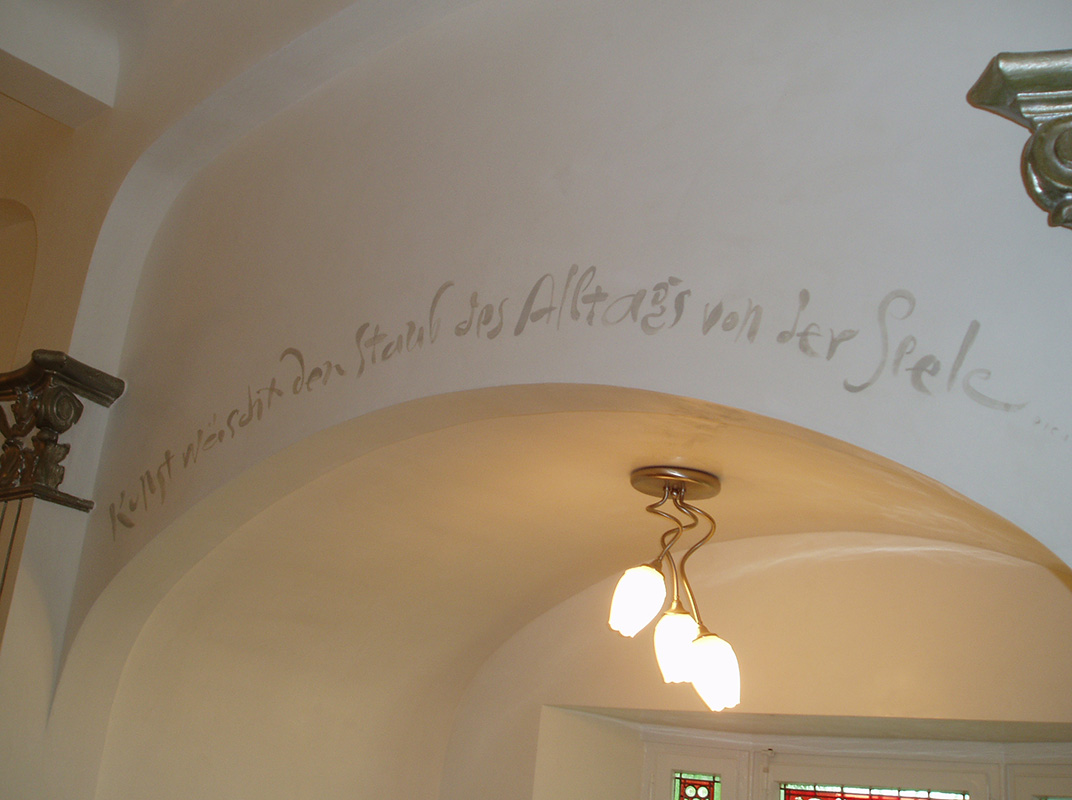 Kunst wäscht den Staub des Alltags von der Seele